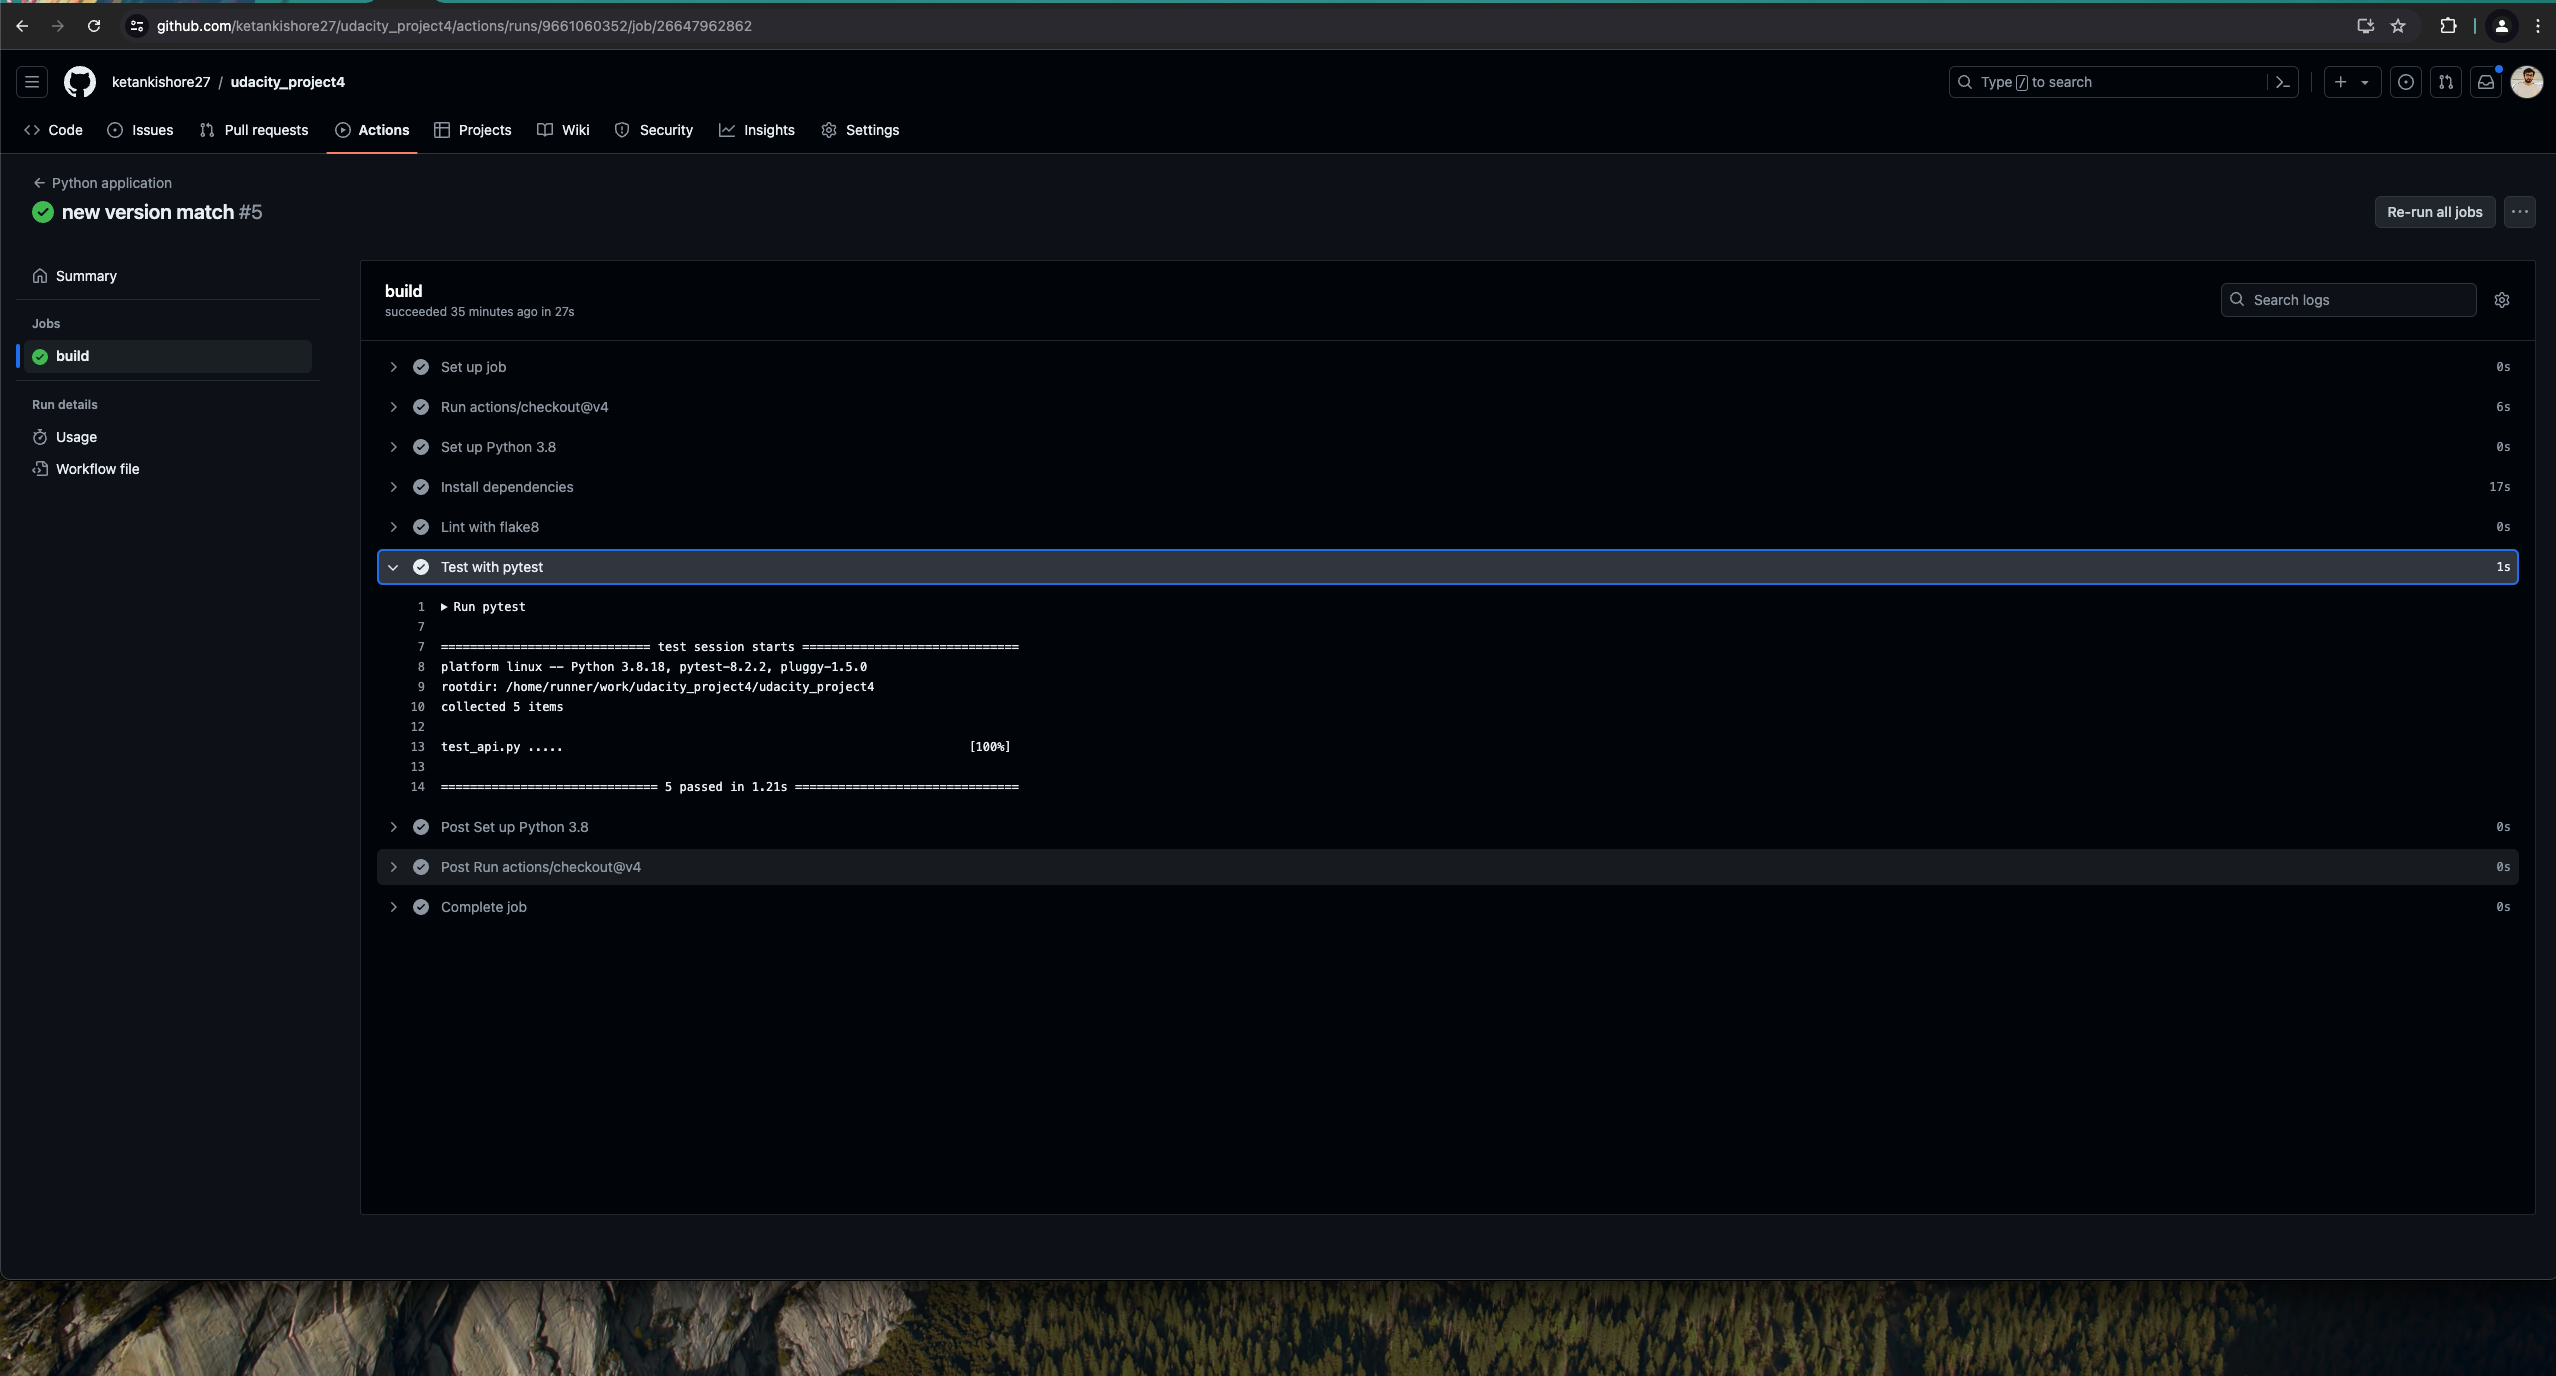 github.com/ketankishore27/udacity_project4/actions/runs/9661060352/job/26647962862
ketankishore27 / udacity_project4
Type / to search
Code Issues Pull requests Actions Projects Wiki Security Insights Settings
Python application
new version match #5
Re-run all jobs
Summary
Jobs
build
Run details
Usage
Workflow file
build
succeeded 35 minutes ago in 27s
Search logs
Set up job 0s
Run actions/checkout@v4 6s
Set up Python 3.8 0s
Install dependencies 17s
Lint with flake8 0s
Test with pytest 1s
1 Run pytest
7
7 ============================= test session starts ==============================
8 platform linux -- Python 3.8.18, pytest-8.2.2, pluggy-1.5.0
9 rootdir: /home/runner/work/udacity_project4/udacity_project4
10 collected 5 items
12
13 test_api.py ..... [100%]
13
14 ============================== 5 passed in 1.21s ===============================
Post Set up Python 3.8 0s
Post Run actions/checkout@v4 0s
Complete job 0s